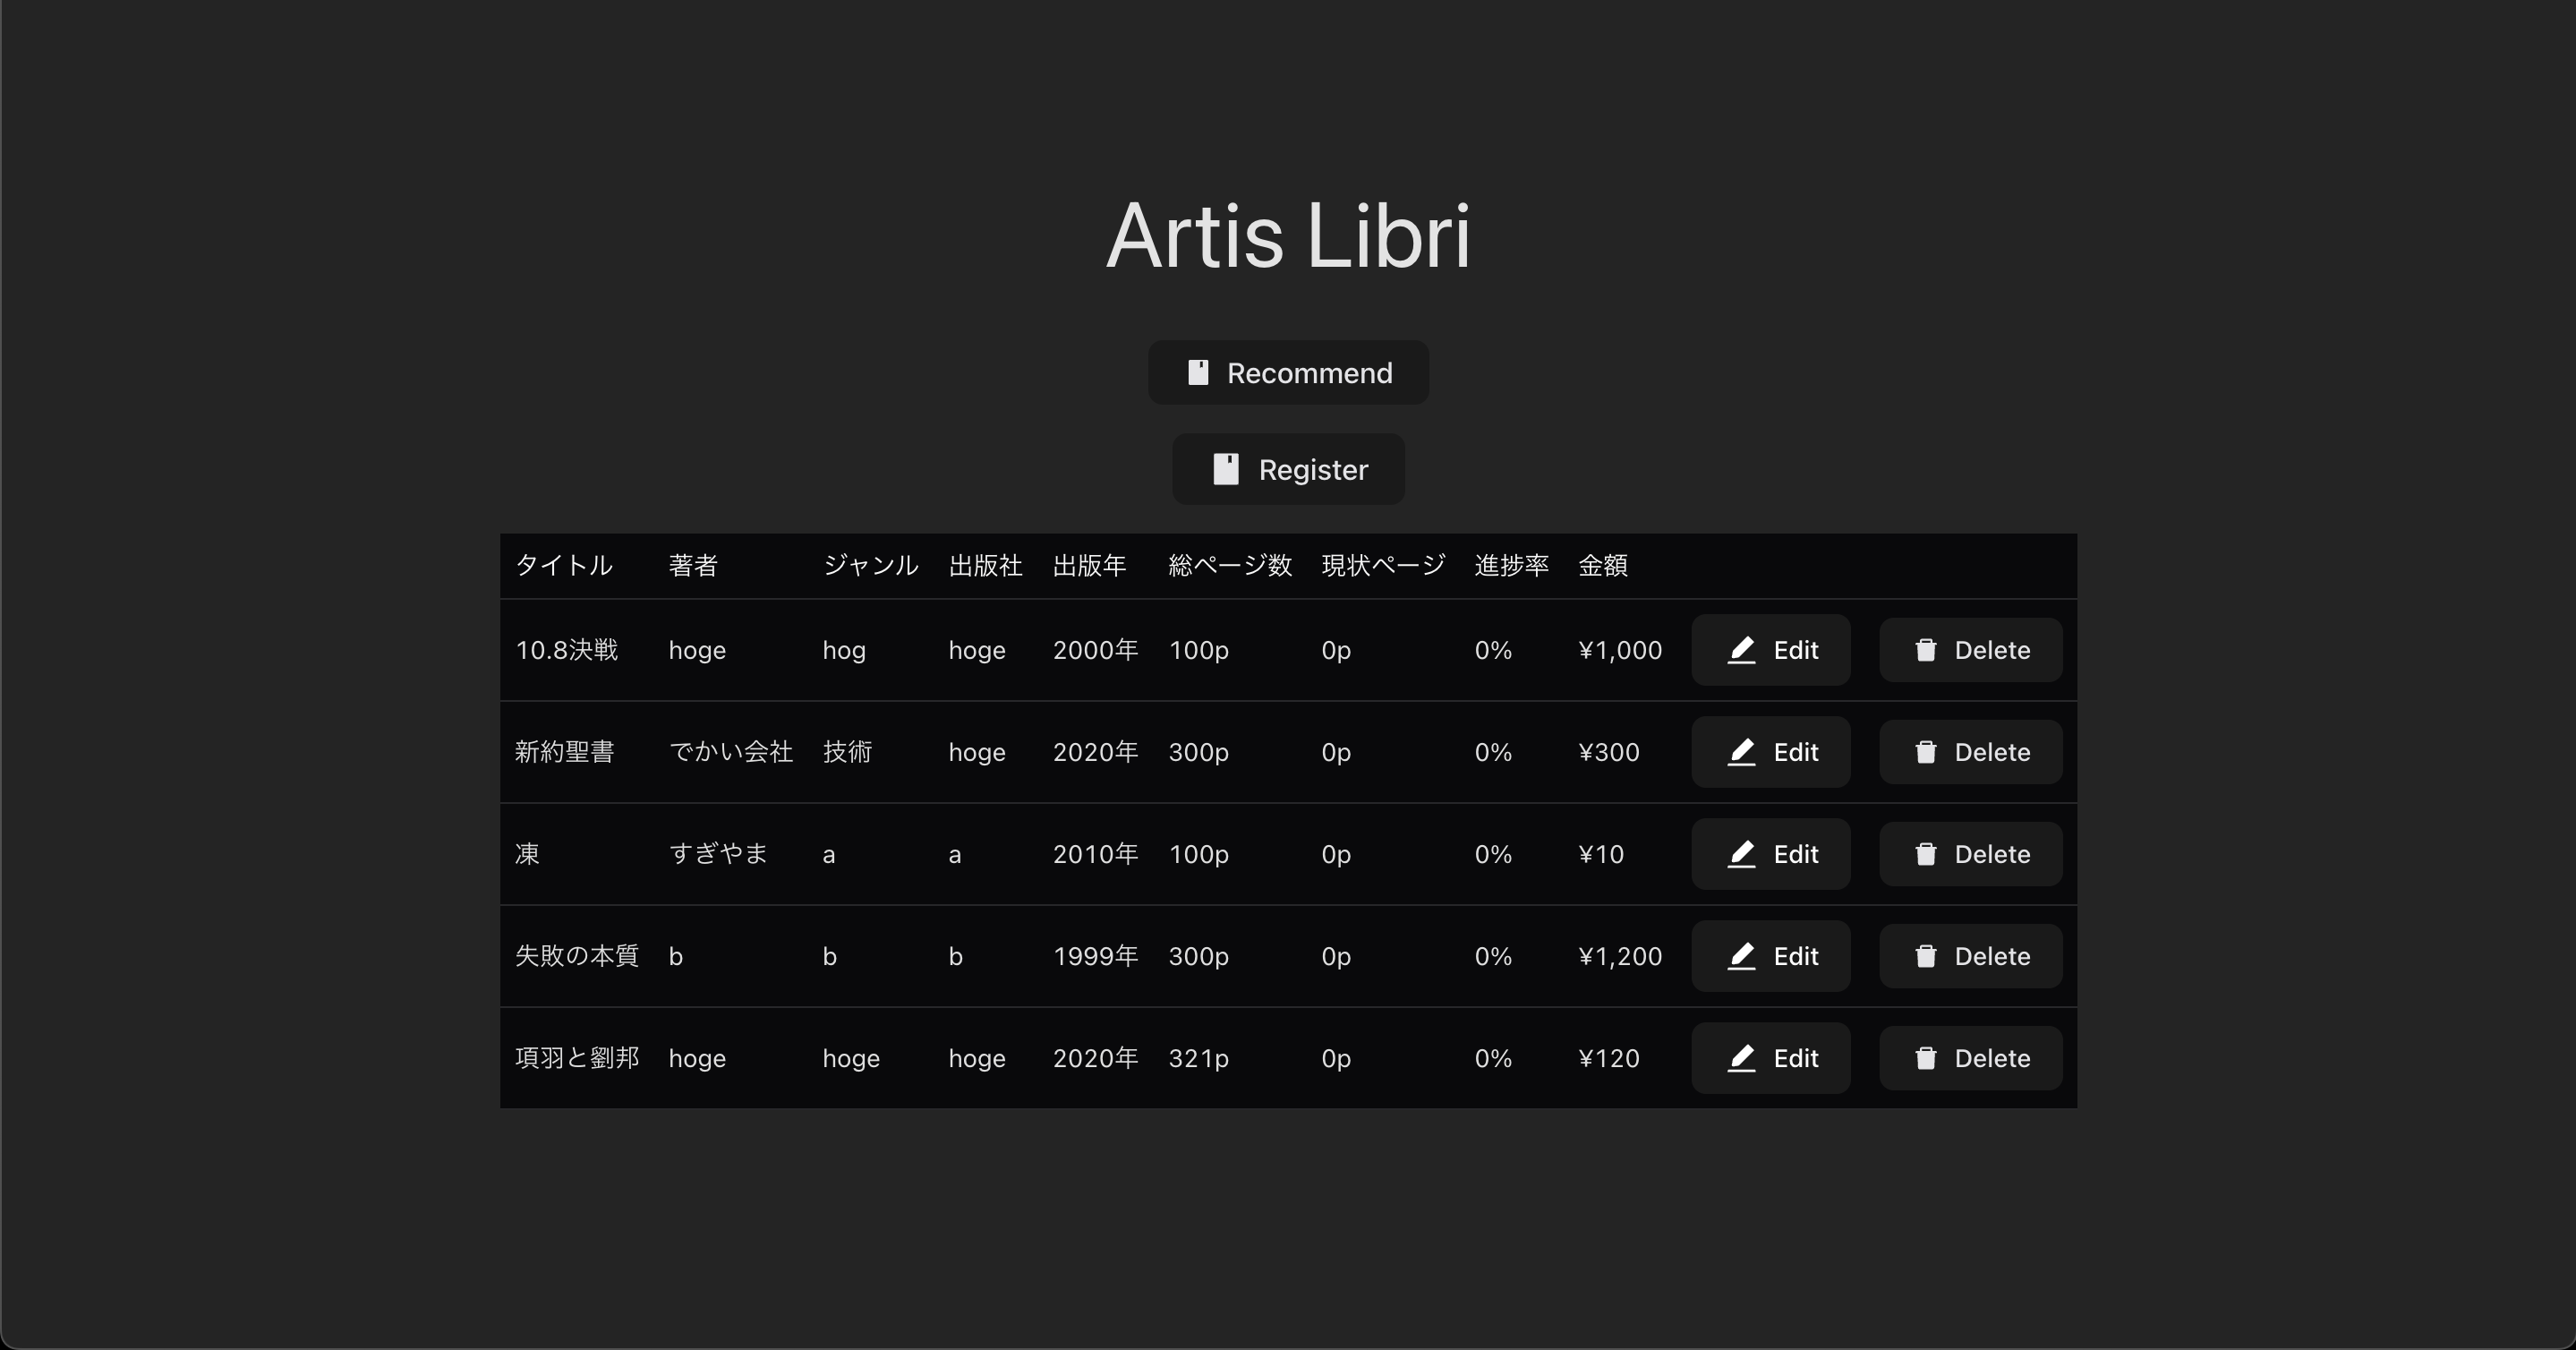 Artis Libri
Recommend
Register
タイトル 著者 ジャンル 出版社 出版年 総ページ数 現状ページ 進捗率 金額
10.8決戦 hoge hog hoge 2000年 100p 0p 0% ¥1,000 Edit Delete
新約聖書 でかい会社 技術 hoge 2020年 300p 0p 0% ¥300 Edit Delete
凍 すぎやま a a 2010年 100p 0p 0% ¥10 Edit Delete
失敗の本質 b b b 1999年 300p 0p 0% ¥1,200 Edit Delete
項羽と劉邦 hoge hoge hoge 2020年 321p 0p 0% ¥120 Edit Delete